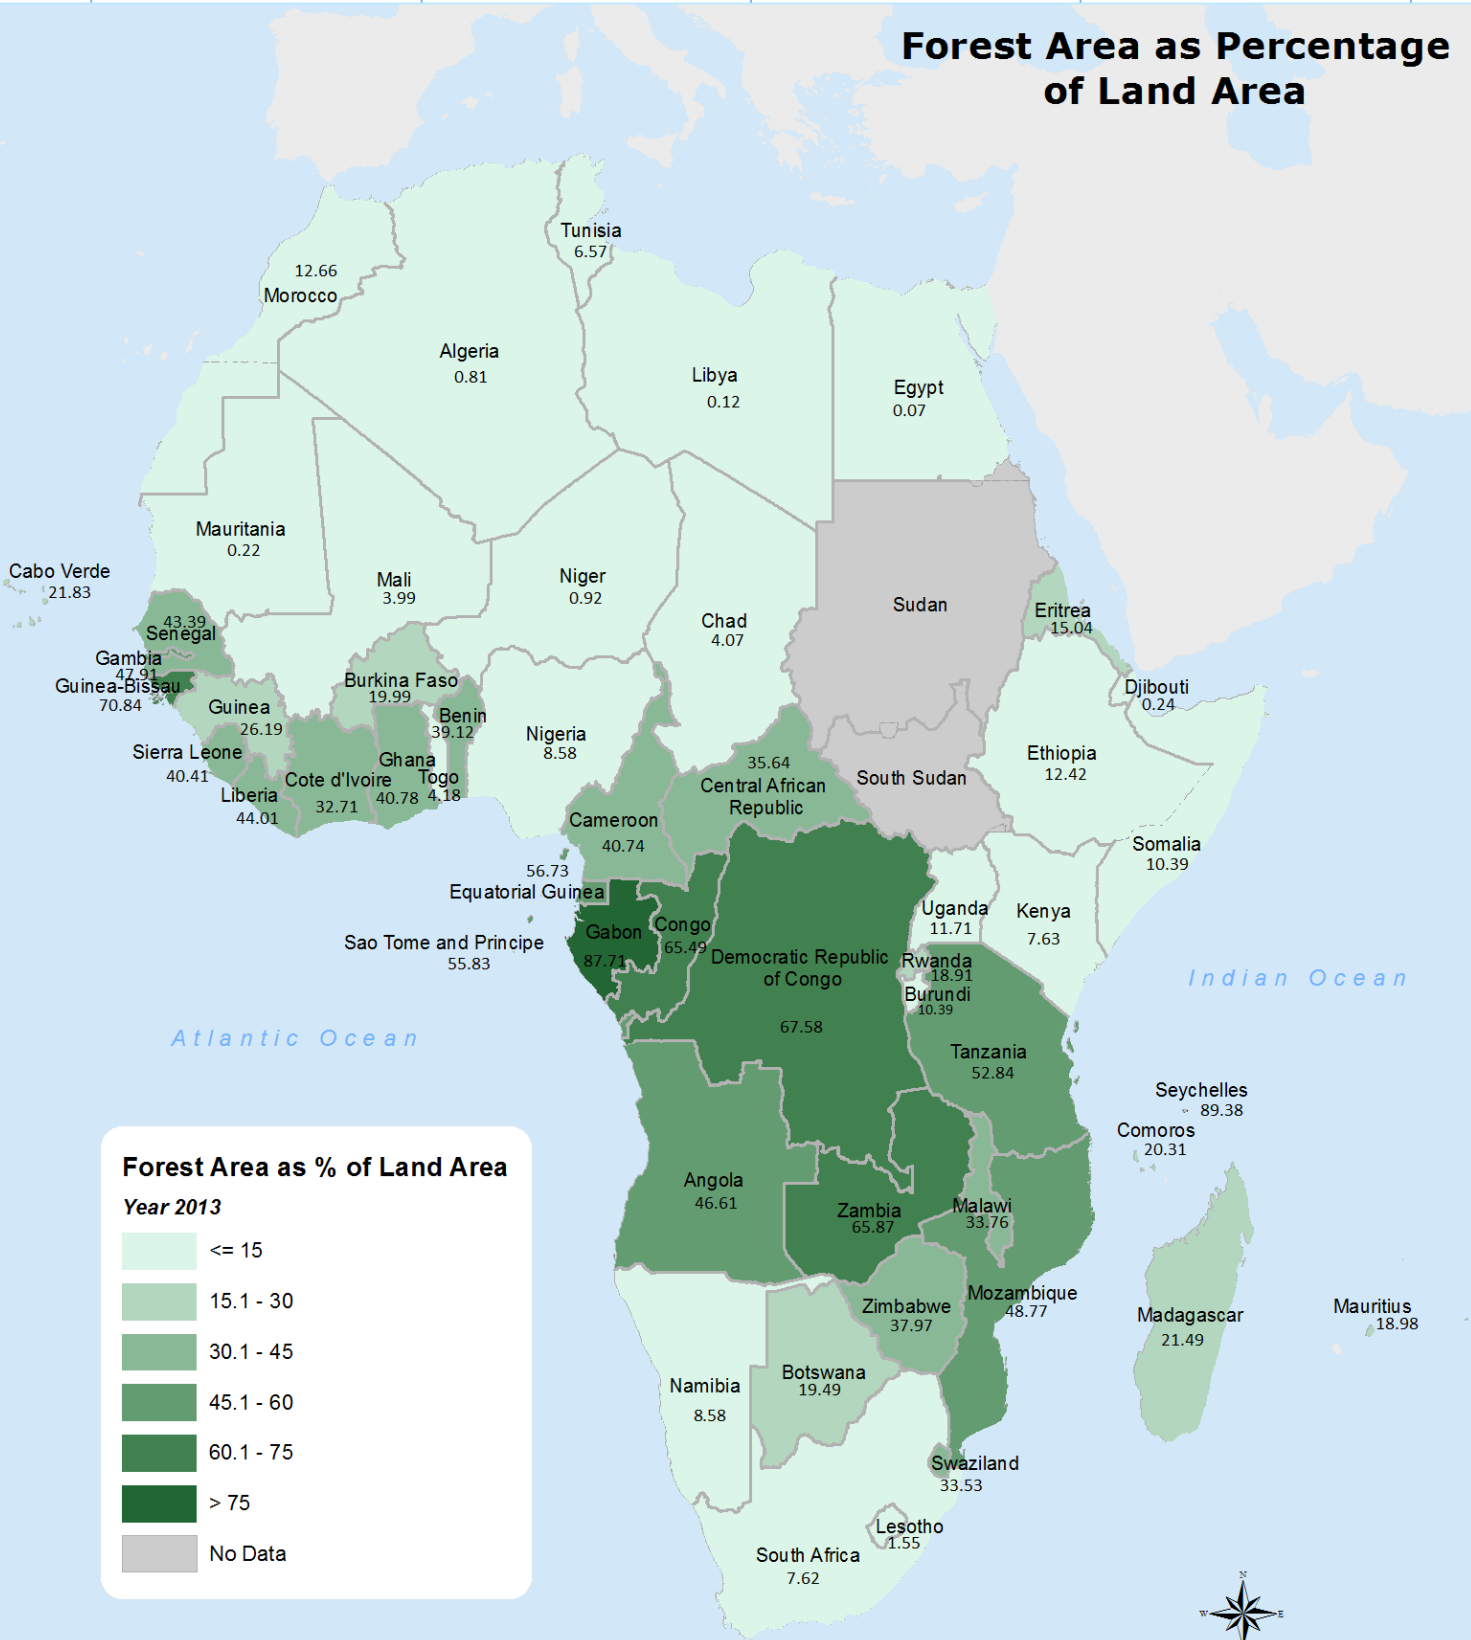 Forest Area as Percentage
of Land Area
Tunisia
6.57
12.66
Morocco
Algeria
0.81
Libya
0.12
Egypt
0.07
Mauritania
0.22
Cabo Verde
21.83
Mali
3.99
Niger
0.92
Chad
4.07
Sudan
Eritrea
15.04
43.39
Senegal
Gambia
47.91
Guinea-Bissau
70.84
Guinea
26.19
Burkina Faso
19.99
Benin
39.12
Nigeria
8.58
Djibouti
0.24
Ethiopia
12.42
Sierra Leone
40.41
Liberia
44.01
Cote d'Ivoire
32.71
Ghana
40.78
Togo
4.18
35.64
Central African
Republic
South Sudan
Cameroon
40.74
Somalia
10.39
56.73
Equatorial Guinea
Sao Tome and Principe
55.83
Gabon
87.71
Congo
65.49
Democratic Republic
of Congo
67.58
Uganda
11.71
Kenya
7.63
Rwanda
18.91
Burundi
10.39
Indian Ocean
Atlantic Ocean
Tanzania
52.84
Seychelles
89.38
Comoros
20.31
Angola
46.61
Zambia
65.87
Malawi
33.76
Mozambique
48.77
Zimbabwe
37.97
Madagascar
21.49
Mauritius
18.98
Namibia
8.58
Botswana
19.49
Swaziland
33.53
Lesotho
1.55
South Africa
7.62
Forest Area as % of Land Area
Year 2013
<= 15
15.1 - 30
30.1 - 45
45.1 - 60
60.1 - 75
> 75
No Data
N
W E